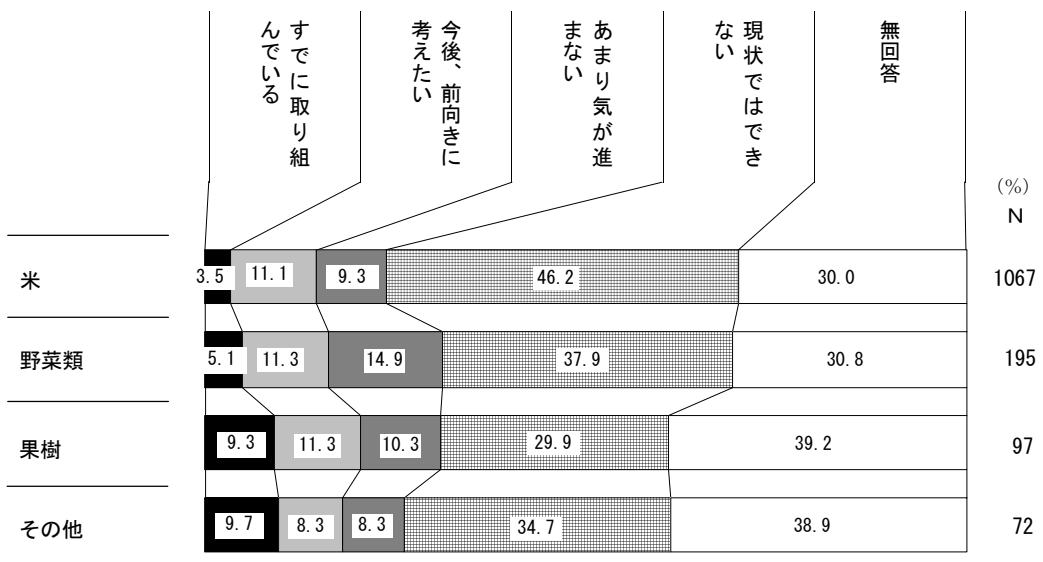 すでに取り組
んでいる
今後、前向きに
考えたい
あまり気が進
まない
現状ではでき
ない
無回答
(%)
N
米 3.5 11.1 9.3 46.2 30.0 1067
野菜類 5.1 11.3 14.9 37.9 30.8 195
果樹 9.3 11.3 10.3 29.9 39.2 97
その他 9.7 8.3 8.3 34.7 38.9 72